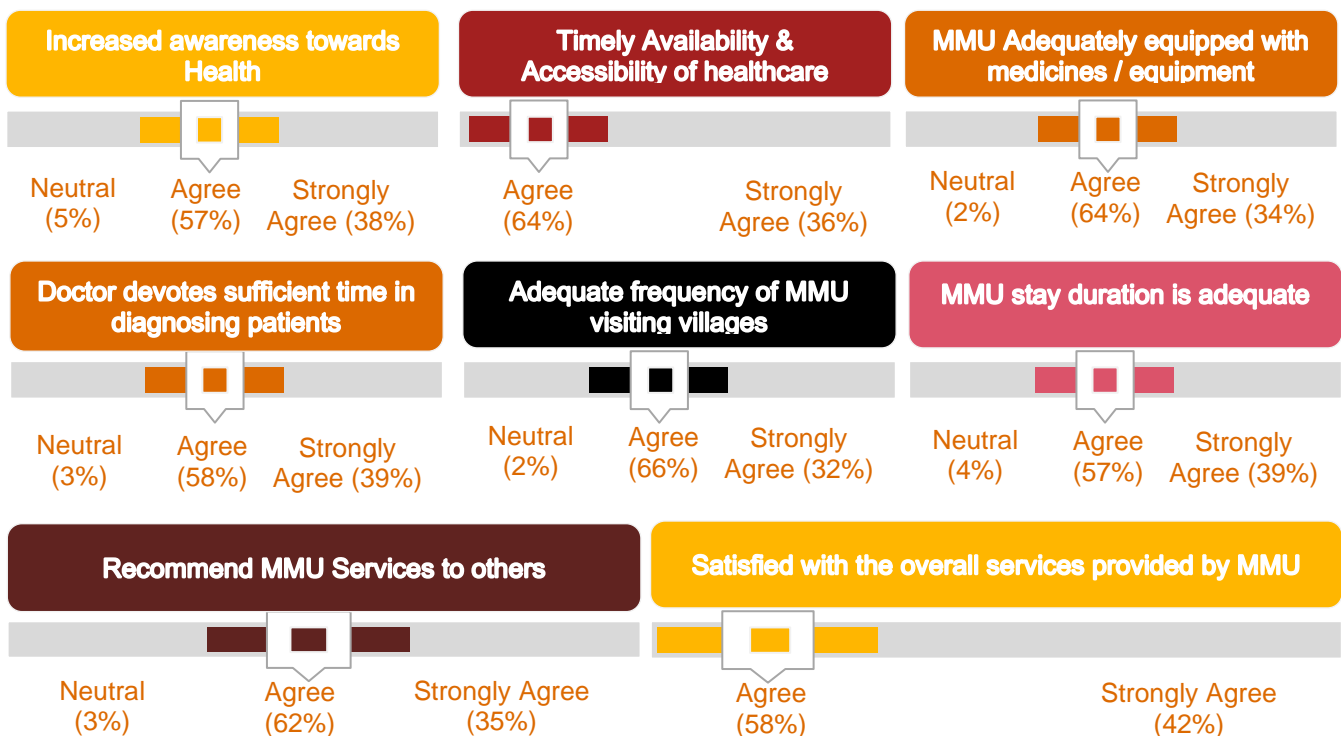 Increased awareness towards
Health
Neutral
(5%)
Agree
(57%)
Strongly
Agree (38%)
Timely Availability &
Accessibility of healthcare
Agree
(64%)
Strongly
Agree (36%)
MMU Adequately equipped with
medicines / equipment
Neutral
(2%)
Agree
(64%)
Strongly
Agree (34%)
Doctor devotes sufficient time in
diagnosing patients
Neutral
(3%)
Agree
(58%)
Strongly
Agree (39%)
Adequate frequency of MMU
visiting villages
Neutral
(2%)
Agree
(66%)
Strongly
Agree (32%)
MMU stay duration is adequate
Neutral
(4%)
Agree
(57%)
Strongly
Agree (39%)
Recommend MMU Services to others
Neutral
(3%)
Agree
(62%)
Strongly Agree
(35%)
Satisfied with the overall services provided by MMU
Agree
(58%)
Strongly Agree
(42%)